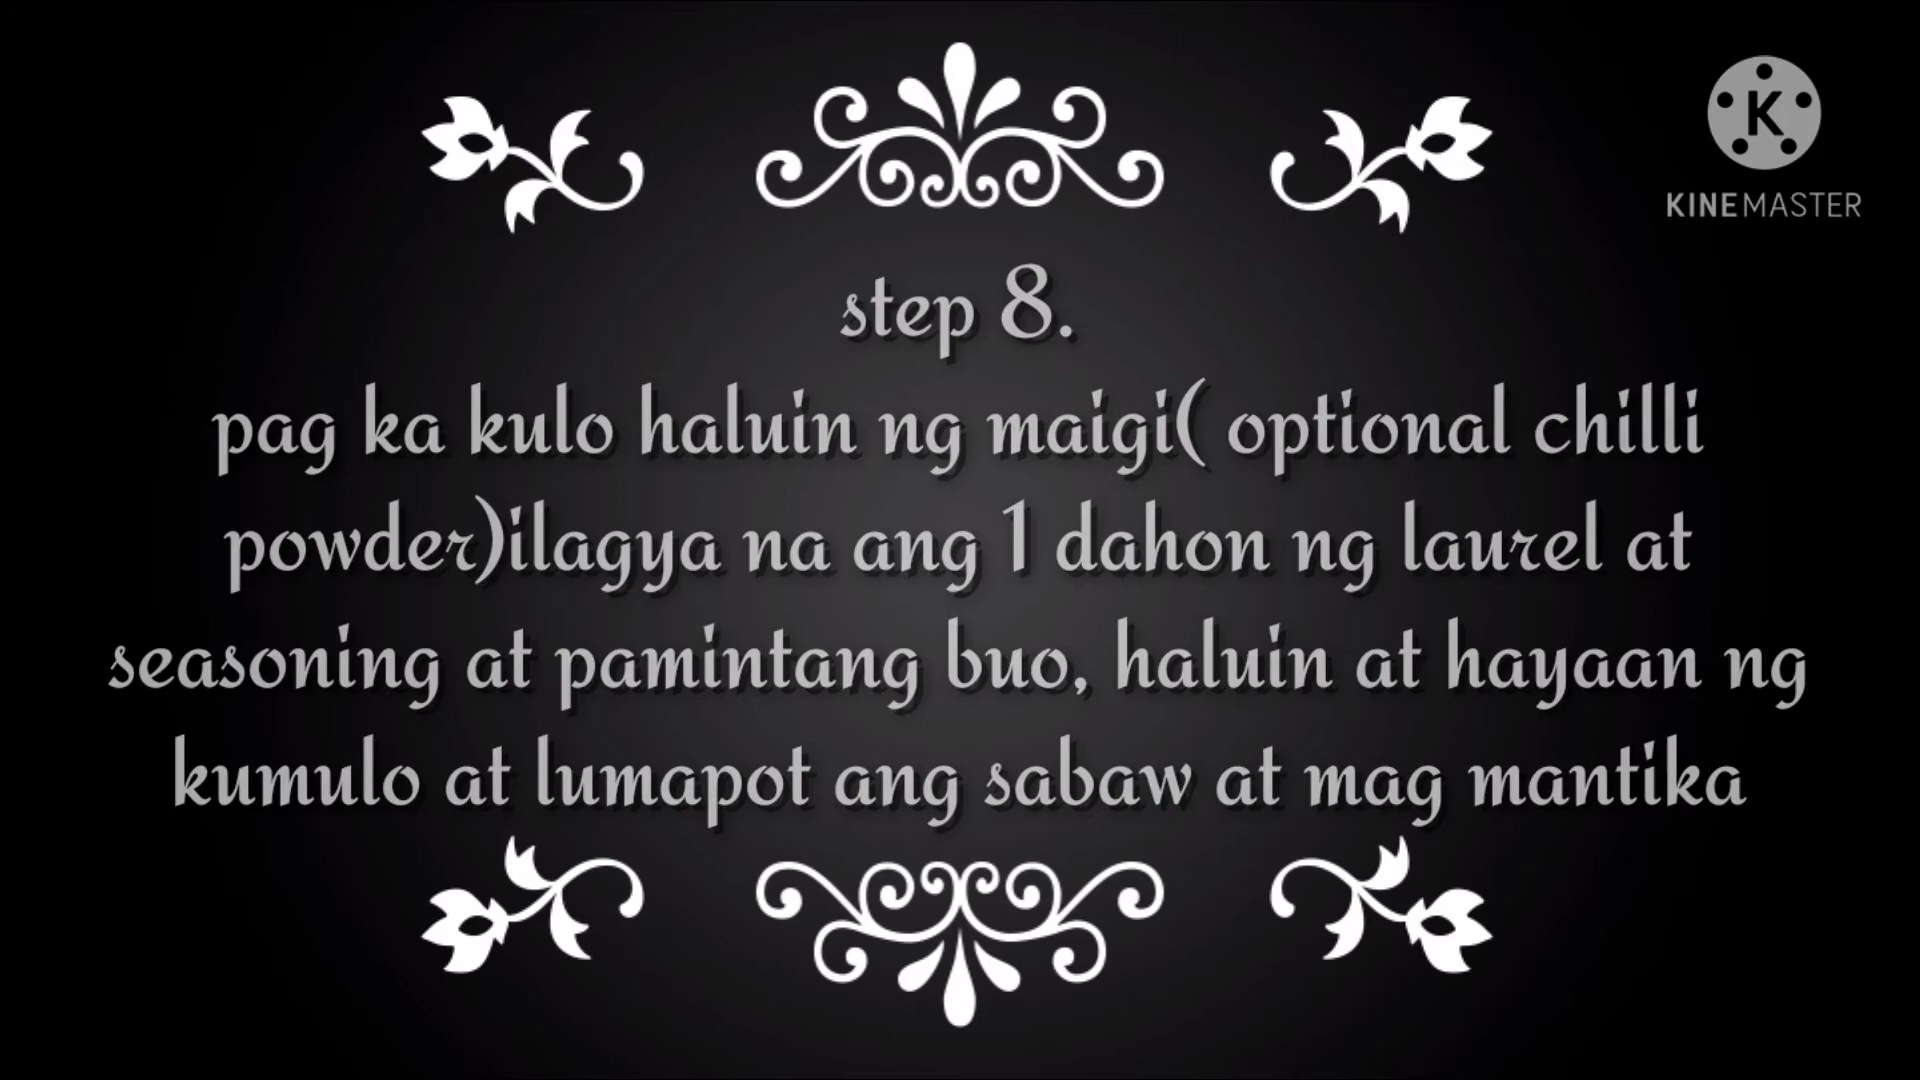 K
KINEMASTER
step 8.
pag ka kulo haluin ng maigi( optional chilli
powder)ilagya na ang 1 dahon ng laurel at
seasoning at pamintang buo, haluin at hayaan ng
kumulo at lumapot ang sabaw at mag mantika